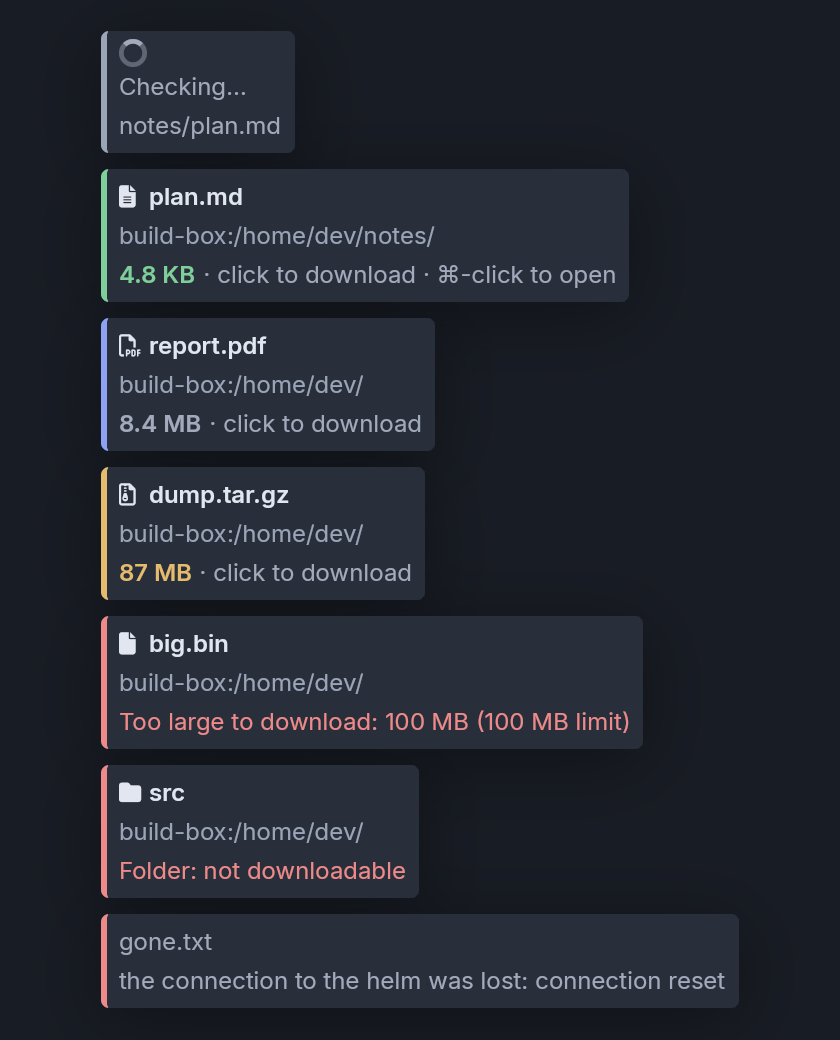 Checking...
notes/plan.md
plan.md
build-box:/home/dev/notes/
4.8 KB · click to download · ⌘-click to open
report.pdf
build-box:/home/dev/
8.4 MB · click to download
dump.tar.gz
build-box:/home/dev/
87 MB · click to download
big.bin
build-box:/home/dev/
Too large to download: 100 MB (100 MB limit)
src
build-box:/home/dev/
Folder: not downloadable
gone.txt
the connection to the helm was lost: connection reset